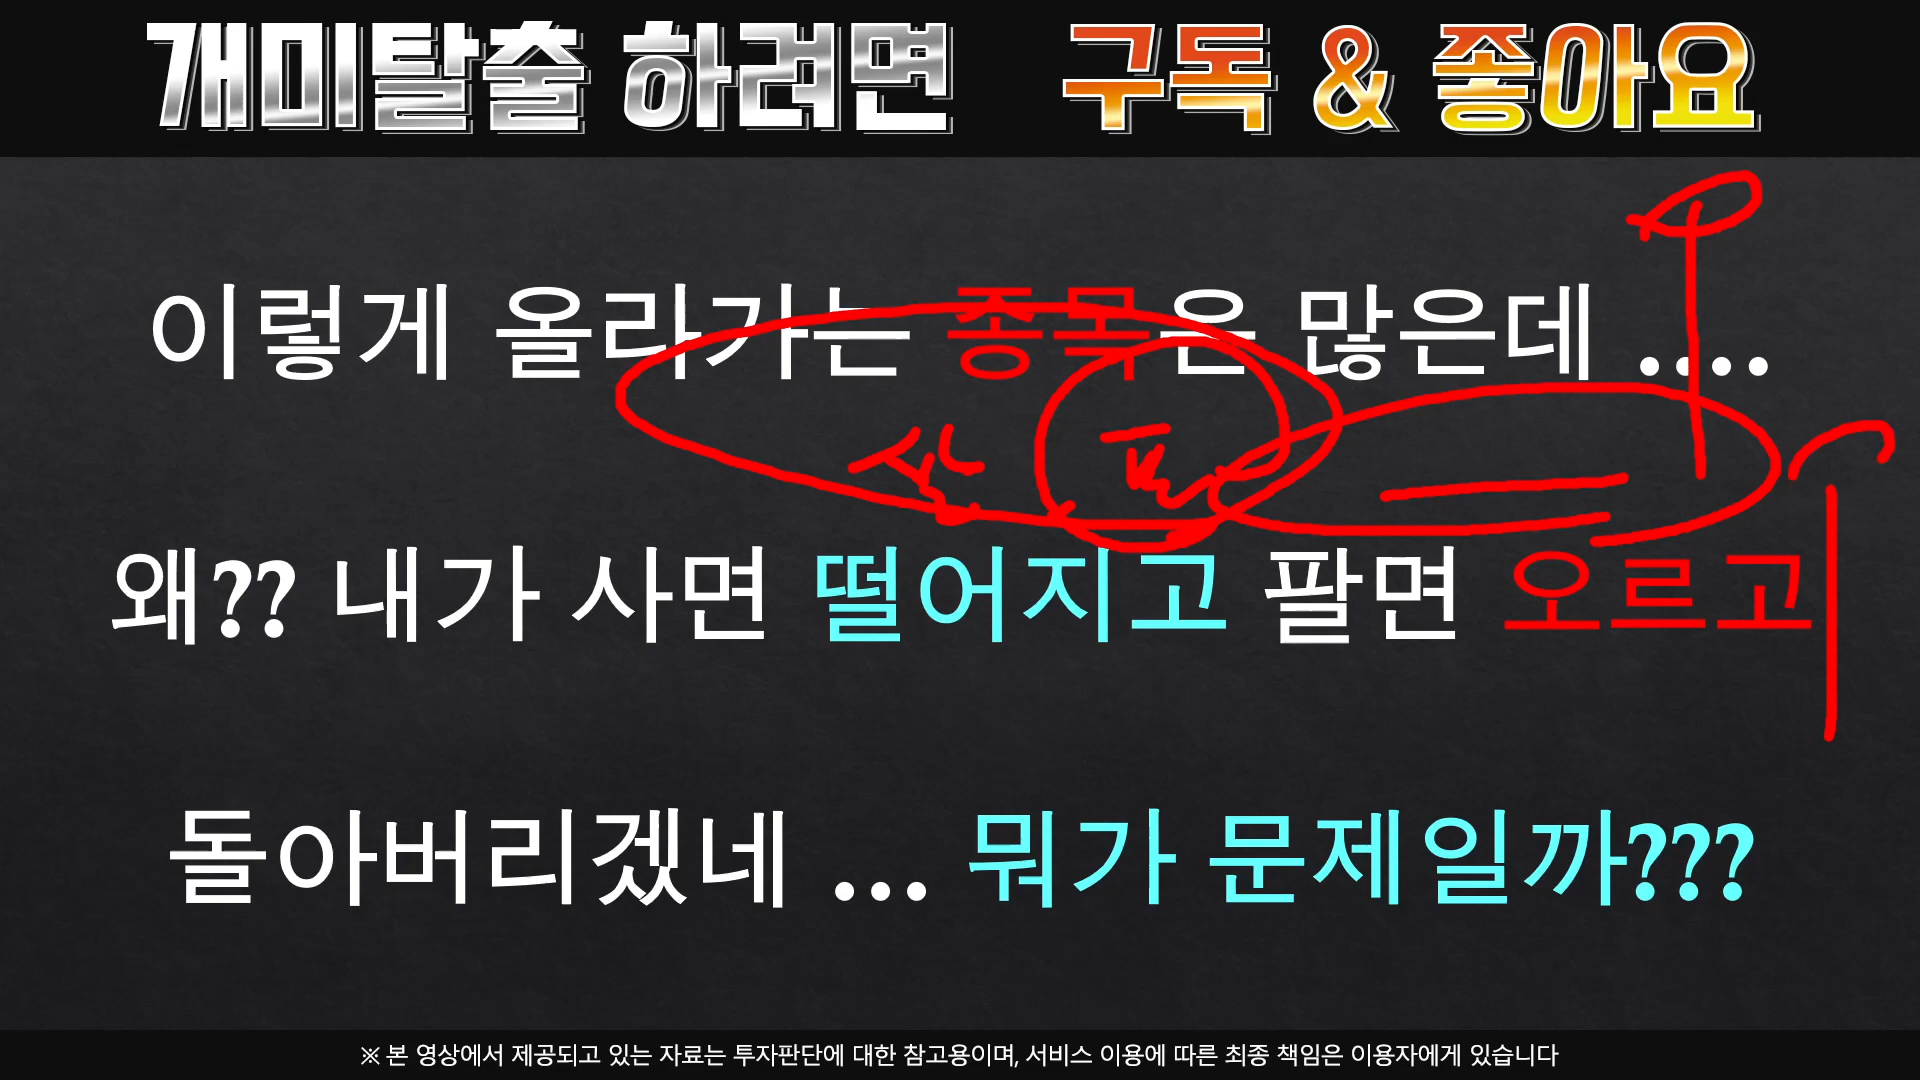 개미탈출 하려면 구독 & 좋아요
이렇게 올라가는 종목은 많은데 ....
왜?? 내가 사면 떨어지고 팔면 오르고
돌아버리겠네 ... 뭐가 문제일까???
※ 본 영상에서 제공되고 있는 자료는 투자판단에 대한 참고용이며, 서비스 이용에 따른 최종 책임은 이용자에게 있습니다